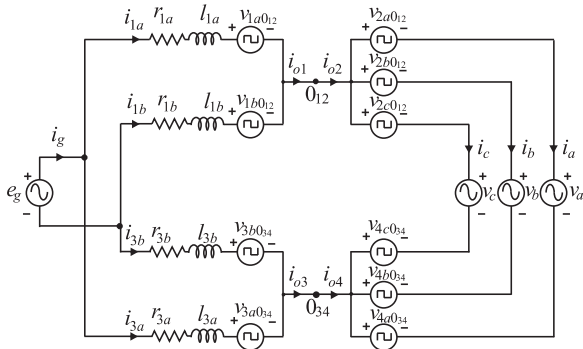 i1a r1a l1a v1a0₁₂ v2a0₁₂
+ − + −
io1 io2 v2b0₁₂
0₁₂ + −
i1b r1b l1b v1b0₁₂ v2c0₁₂
+ − + −
ig ic ib ia
+ + + +
eg vc vb va
− − − −
i3b r3b l3b v3b0₃₄ v4c0₃₄
+ − + −
io3 io4 v4b0₃₄
0₃₄ + −
i3a r3a l3a v3a0₃₄ v4a0₃₄
+ − + −